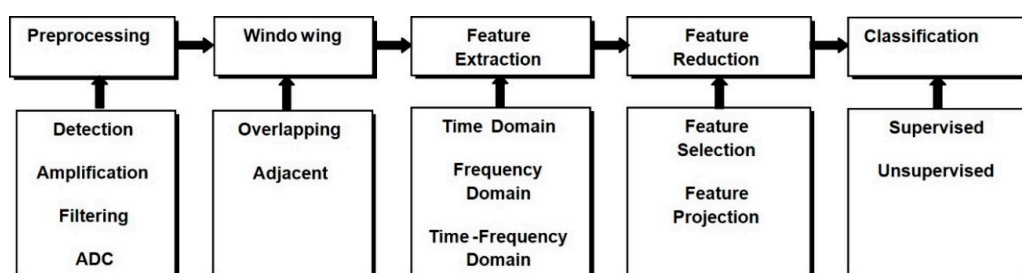 Preprocessing
Windo wing
Feature
Extraction
Feature
Reduction
Classification
Detection
Amplification
Filtering
ADC
Overlapping
Adjacent
Time Domain
Frequency
Domain
Time-Frequency
Domain
Feature
Selection
Feature
Projection
Supervised
Unsupervised